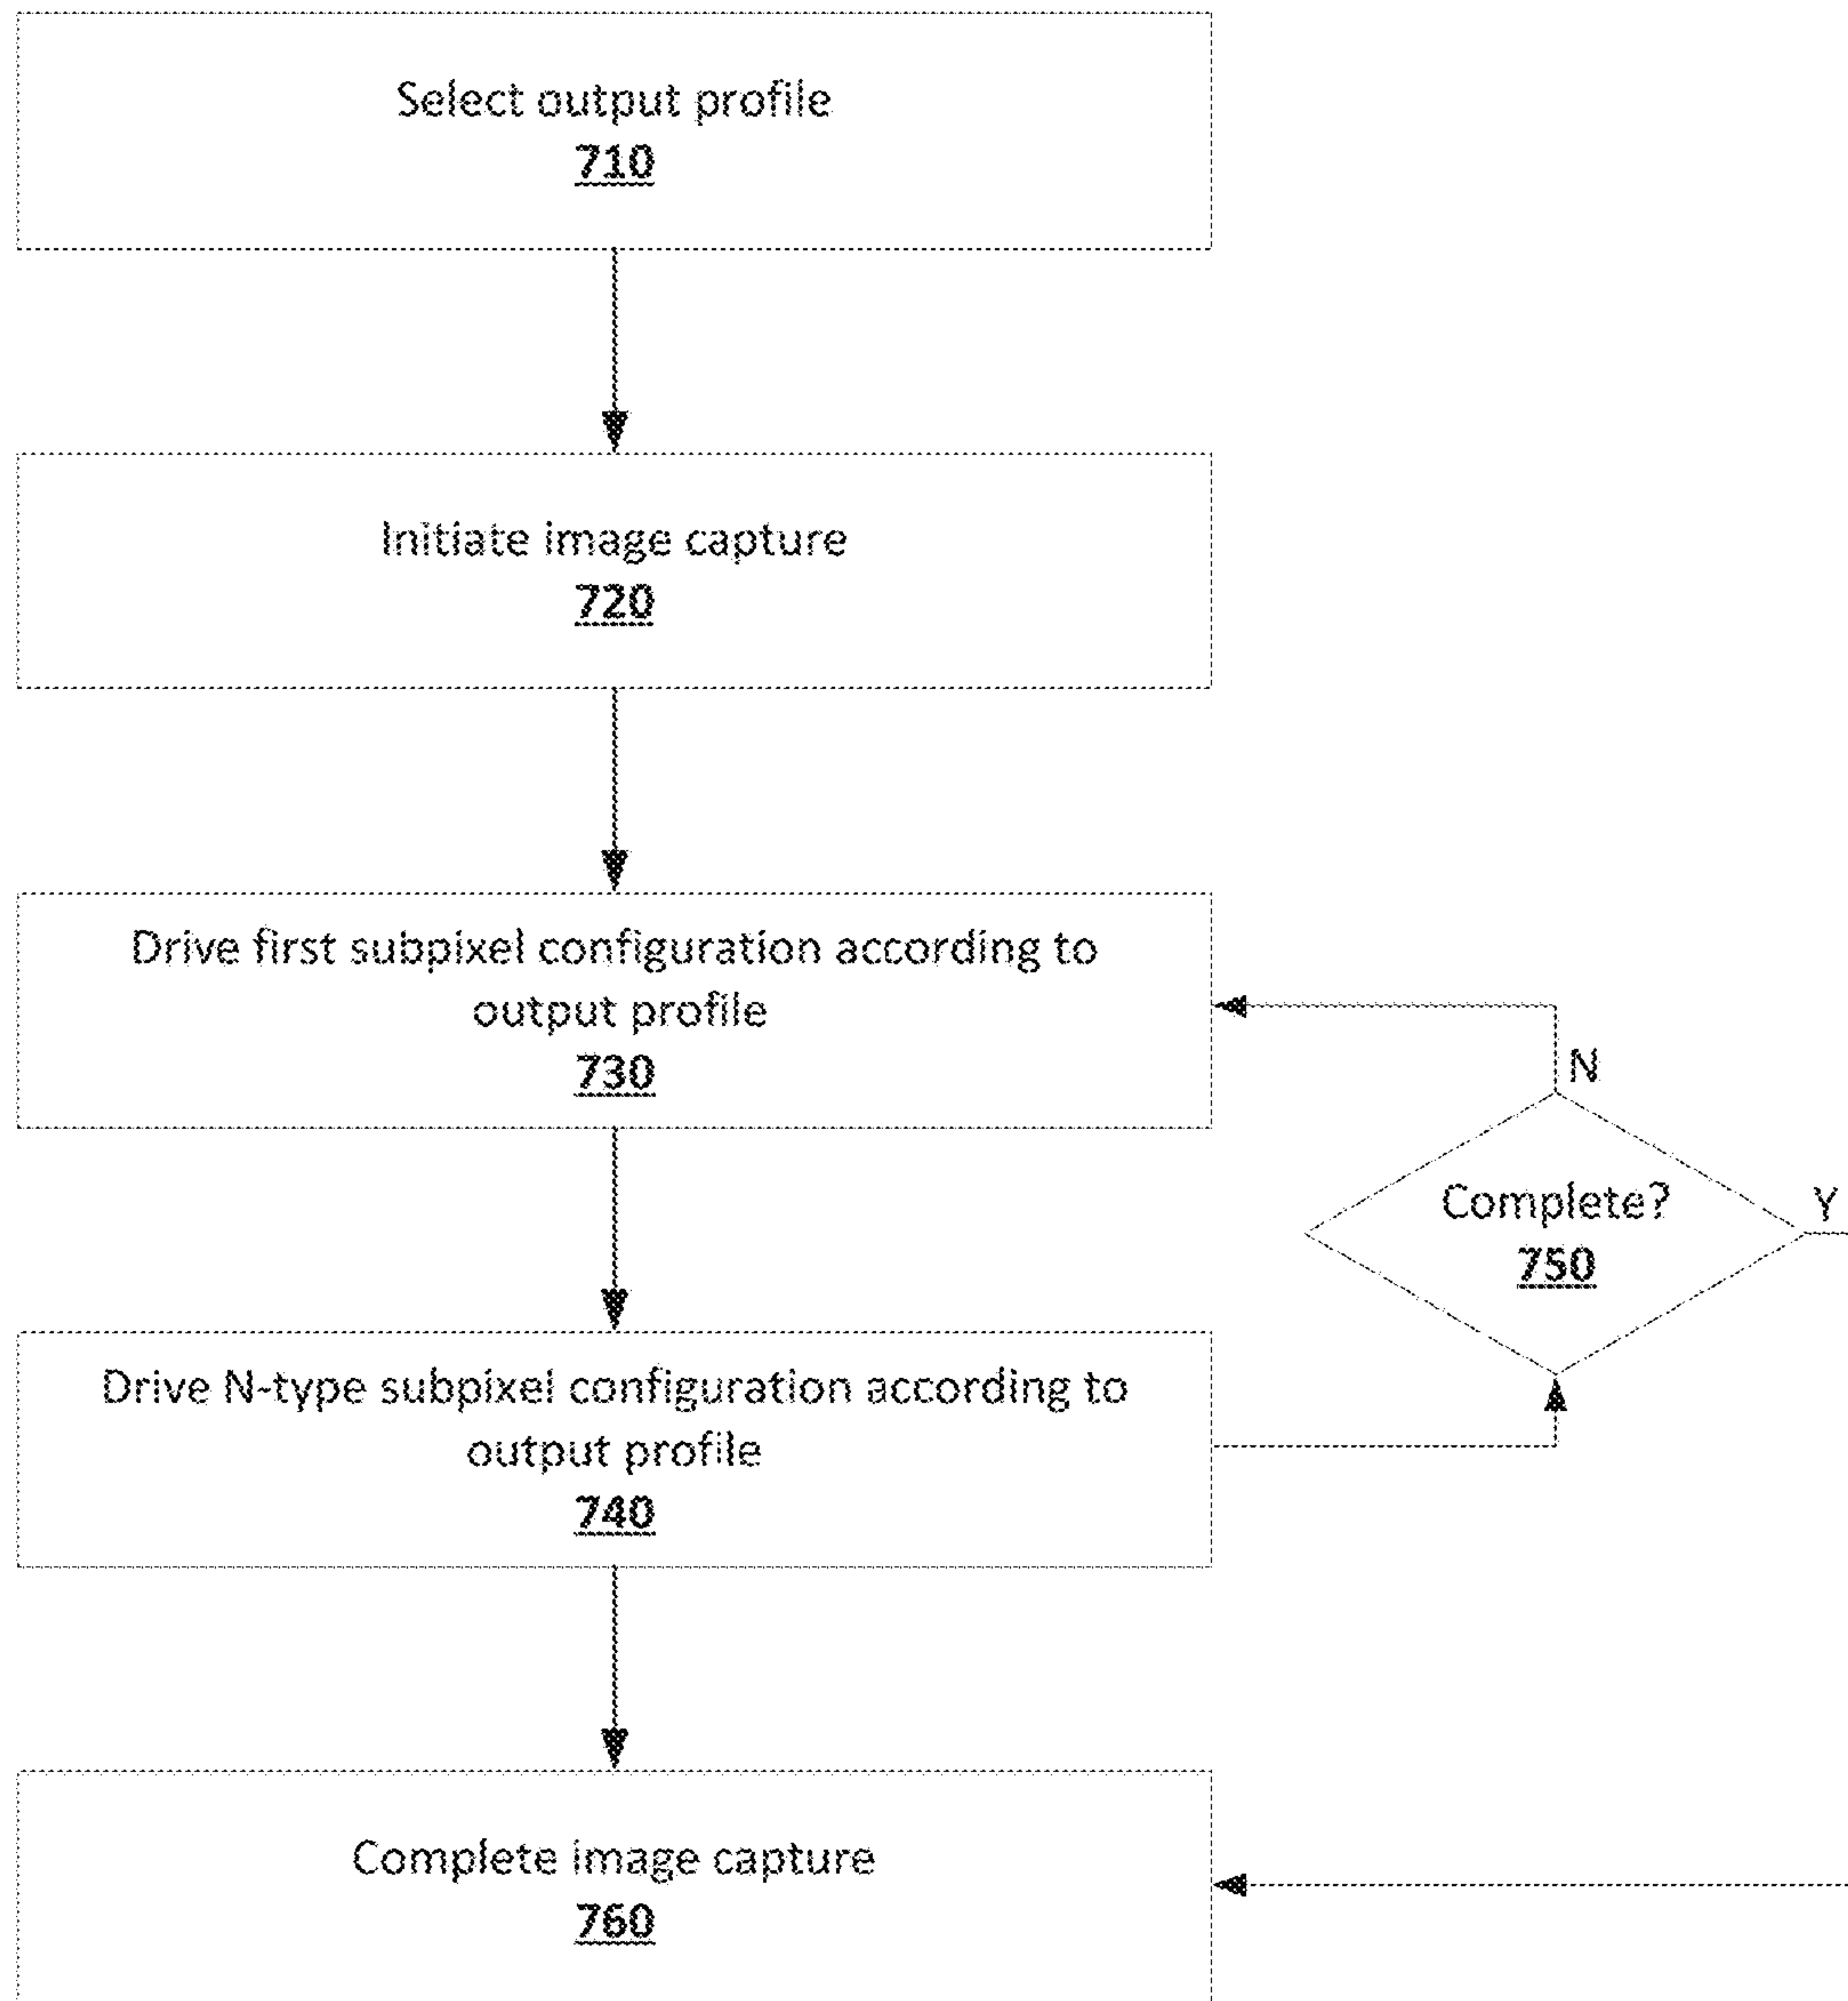 Select output profile
710
Initiate image capture
720
Drive first subpixel configuration according to
output profile
730
N
Complete?
750
Y
Drive N-type subpixel configuration according to
output profile
740
Complete image capture
760